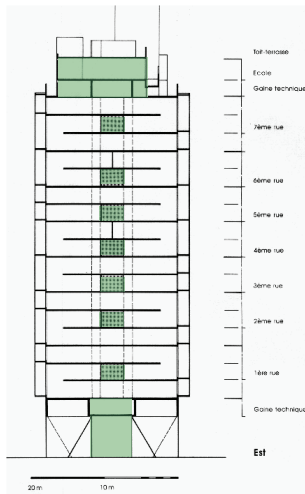 Toit-terrasse
Ecole
Gaine technique
7ème rue
6ème rue
5ème rue
4ème rue
3ème rue
2ème rue
1ère rue
Gaine technique
Est
20 m
10 m